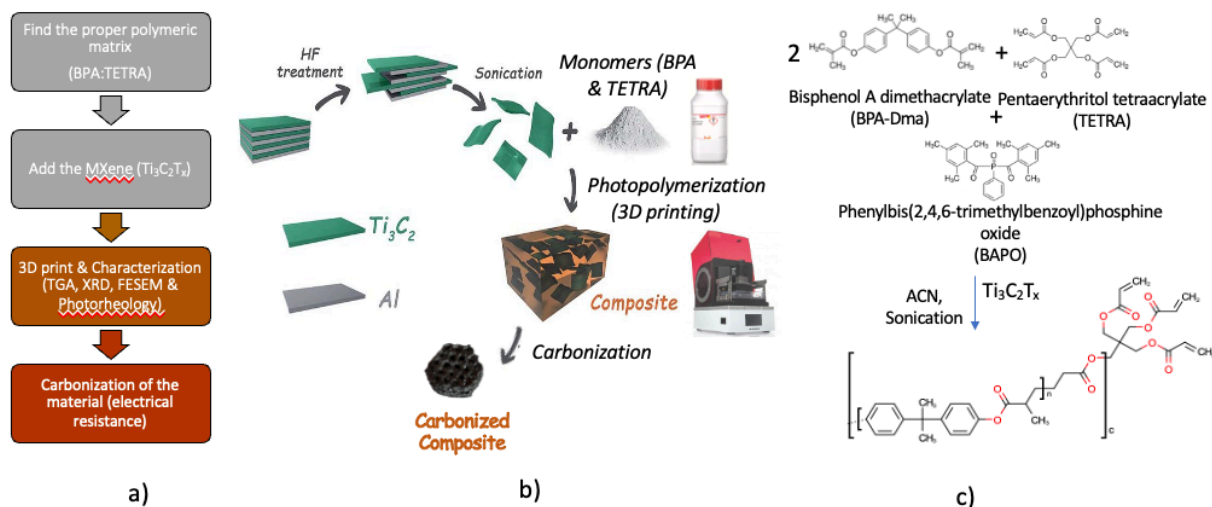 Find the proper polymeric
matrix
(BPA:TETRA)
Add the MXene (Ti₃C₂Tₓ)
3D print & Characterization
(TGA, XRD, FESEM &
Photorheology)
Carbonization of the
material (electrical
resistance)
a)
HF
treatment
Sonication
Monomers (BPA
& TETRA)
+
Photopolymerization
(3D printing)
Ti₃C₂
Al
Composite
Carbonization
Carbonized
Composite
b)
2
+
Bisphenol A dimethacrylate
(BPA-Dma)
Pentaerythritol tetraacrylate
(TETRA)
+
Phenylbis(2,4,6-trimethylbenzoyl)phosphine
oxide
(BAPO)
ACN,
Sonication
Ti₃C₂Tₓ
n
c
c)